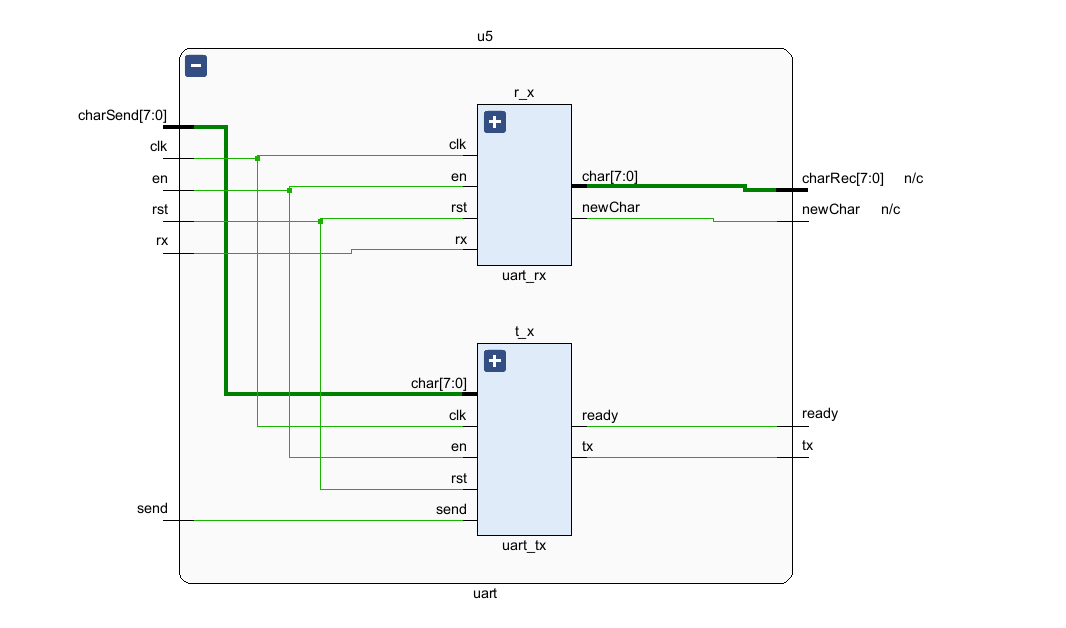 u5
charSend[7:0]
clk
en
rst
rx
send
r_x
clk
en
rst
rx
char[7:0]
newChar
uart_rx
charRec[7:0] n/c
newChar n/c
t_x
char[7:0]
clk
en
rst
send
ready
tx
uart_tx
ready
tx
uart